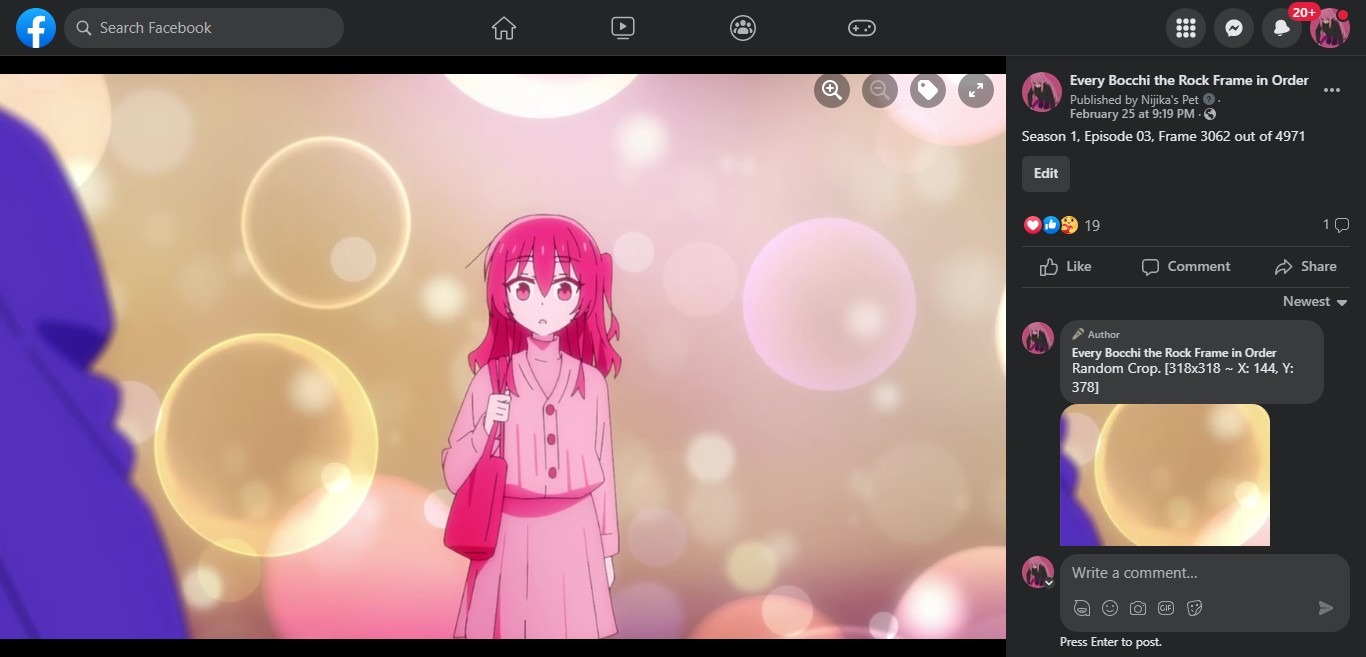 Search Facebook
20+
Every Bocchi the Rock Frame in Order
Published by Nijika's Pet ·
February 25 at 9:19 PM ·
Season 1, Episode 03, Frame 3062 out of 4971
Edit
19
1
Like
Comment
Share
Newest
Author
Every Bocchi the Rock Frame in Order
Random Crop. [318x318 ~ X: 144, Y:
378]
Write a comment...
GIF
Press Enter to post.